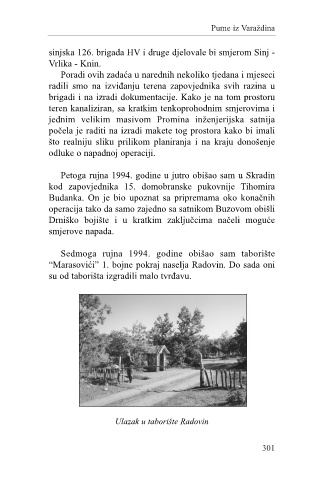 Pume iz Varaždina
sinjska 126. brigada HV i druge djelovale bi smjerom Sinj -
Vrlika - Knin.
Poradi ovih zadaća u narednih nekoliko tjedana i mjeseci
radili smo na izviđanju terena zapovjednika svih razina u
brigadi i na izradi dokumentacije. Kako je na tom prostoru
teren kanaliziran, sa kratkim tenkoprohodnim smjerovima i
jednim velikim masivom Promina inženjerijska satnija
počela je raditi na izradi makete tog prostora kako bi imali
što realniju sliku prilikom planiranja i na kraju donošenje
odluke o napadnoj operaciji.
Petoga rujna 1994. godine u jutro obišao sam u Skradin
kod zapovjednika 15. domobranske pukovnije Tihomira
Budanka. On je bio upoznat sa pripremama oko konačnih
operacija tako da samo zajedno sa satnikom Buzovom obišli
Drniško bojište i u kratkim zaključcima načeli moguće
smjerove napada.
Sedmoga rujna 1994. godine obišao sam taborište
“Marasovići” 1. bojne pokraj naselja Radovin. Do sada oni
su od taborišta izgradili malo tvrđavu.
Ulazak u taborište Radovin
301